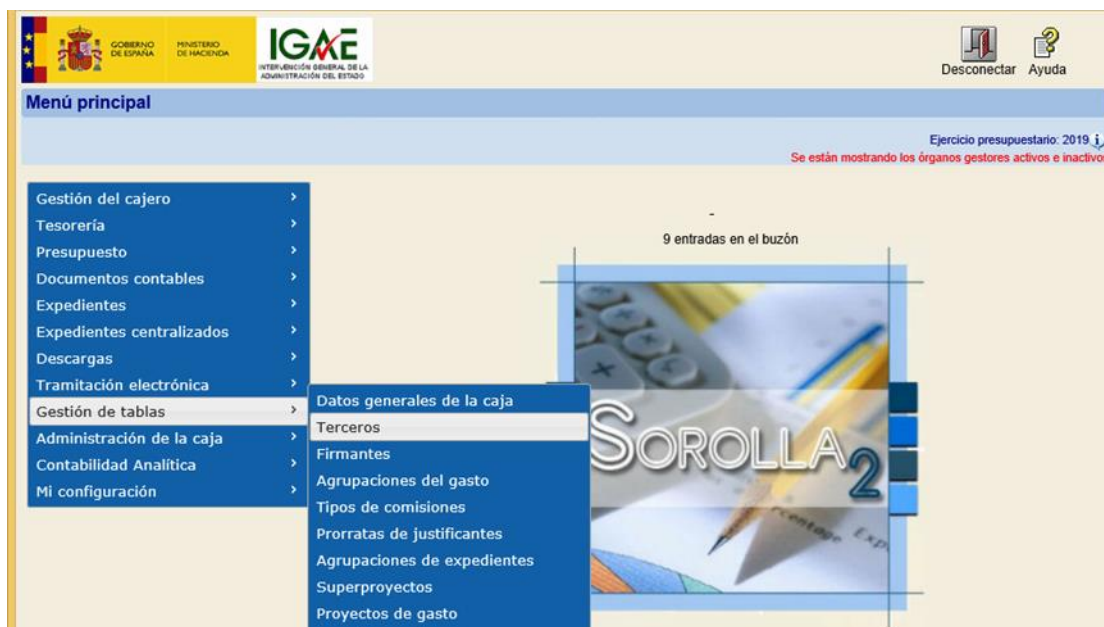 GOBIERNO
DE ESPAÑA
MINISTERIO
DE HACIENDA
IGAE
INTERVENCIÓN GENERAL DE LA
ADMINISTRACIÓN DEL ESTADO
Desconectar
Ayuda
Menú principal
Ejercicio presupuestario: 2019
Se están mostrando los órganos gestores activos e inactivo
Gestión del cajero
Tesorería
Presupuesto
Documentos contables
Expedientes
Expedientes centralizados
Descargas
Tramitación electrónica
Gestión de tablas
Administración de la caja
Contabilidad Analítica
Mi configuración
Datos generales de la caja
Terceros
Firmantes
Agrupaciones del gasto
Tipos de comisiones
Prorratas de justificantes
Agrupaciones de expedientes
Superproyectos
Proyectos de gasto
-
9 entradas en el buzón
SOROLLA2